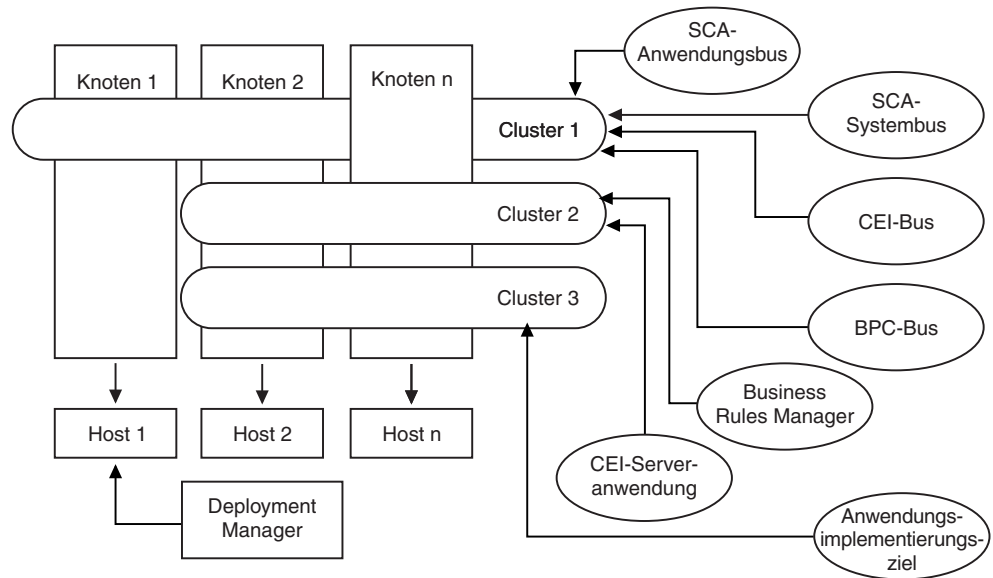 SCA-
Anwendungsbus
Knoten 1
Knoten 2
Knoten n
SCA-
Systembus
Cluster 1
Cluster 2
CEI-Bus
Cluster 3
BPC-Bus
Business
Rules Manager
Host 1
Host 2
Host n
CEI-Server-
anwendung
Deployment
Manager
Anwendungs-
implementierungs-
ziel